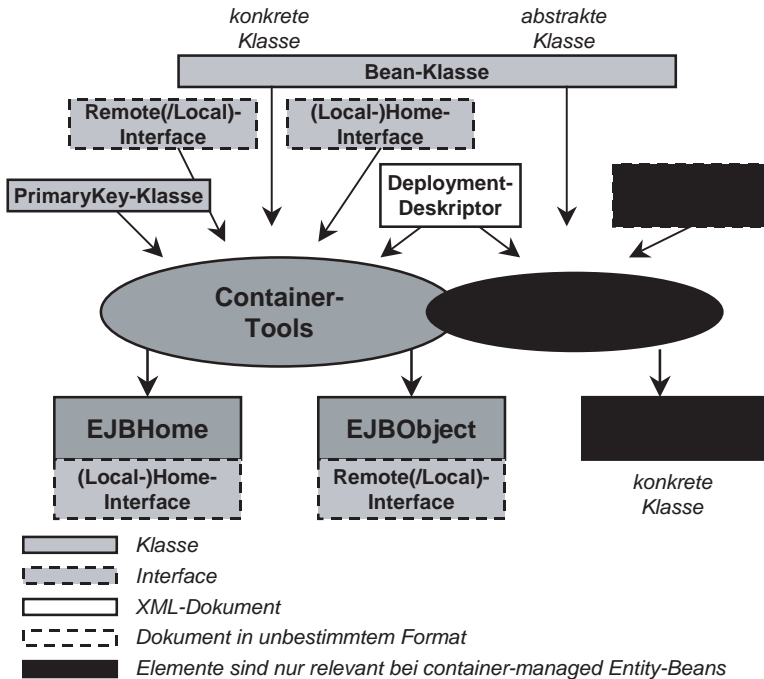 konkrete
Klasse
abstrakte
Klasse
Bean-Klasse
Remote(/Local)-
Interface
(Local-)Home-
Interface
PrimaryKey-Klasse
Deployment-
Deskriptor
Container-
Tools
EJBHome
(Local-)Home-
Interface
EJBObject
Remote(/Local)-
Interface
konkrete
Klasse
Klasse
Interface
XML-Dokument
Dokument in unbestimmtem Format
Elemente sind nur relevant bei container-managed Entity-Beans